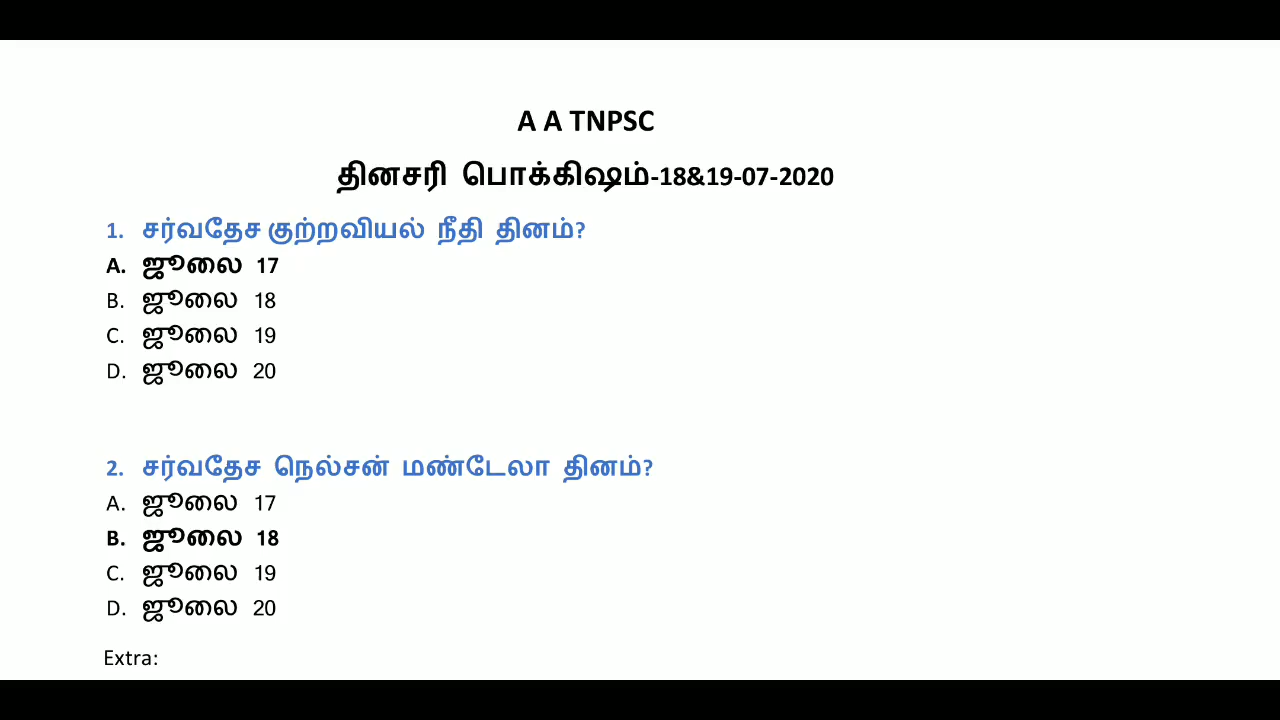 A A TNPSC
தினசரி பொக்கிஷம்-18&19-07-2020
1. சர்வதேச குற்றவியல் நீதி தினம்?
A. ஜூலை 17
B. ஜூலை 18
C. ஜூலை 19
D. ஜூலை 20
2. சர்வதேச நெல்சன் மண்டேலா தினம்?
A. ஜூலை 17
B. ஜூலை 18
C. ஜூலை 19
D. ஜூலை 20
Extra: